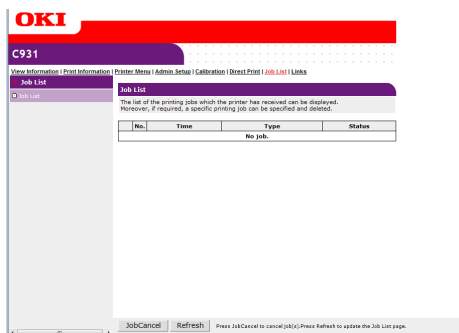 OKI
C931
View Information | Print Information | Printer Menu | Admin Setup | Calibration | Direct Print | Job List | Links
Job List
Job List
Job List
The list of the printing jobs which the printer has received can be displayed.
Moreover, if required, a specific printing job can be specified and deleted.
No. Time Type Status
No job.
JobCancel Refresh Press JobCancel to cancel job(s).Press Refresh to update the Job List page.